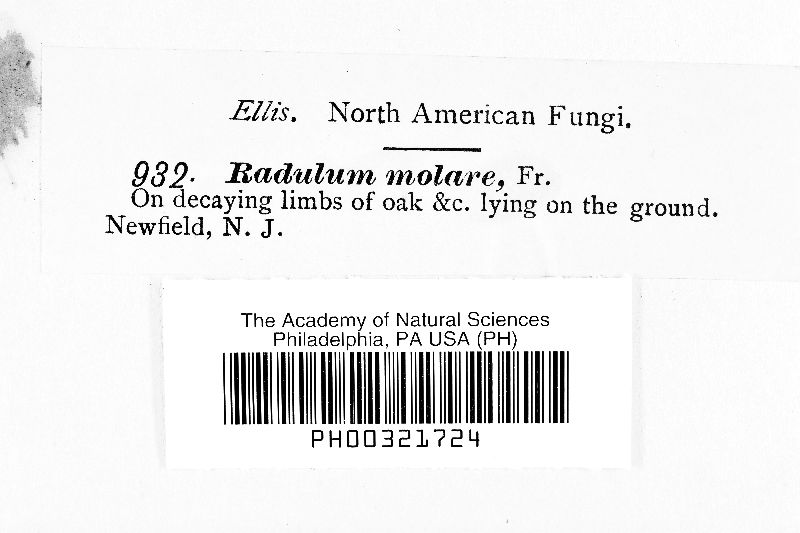 Ellis. North American Fungi.
932. Radulum molare, Fr.
On decaying limbs of oak &c. lying on the ground.
Newfield, N. J.
The Academy of Natural Sciences
Philadelphia, PA USA (PH)
PH00321724